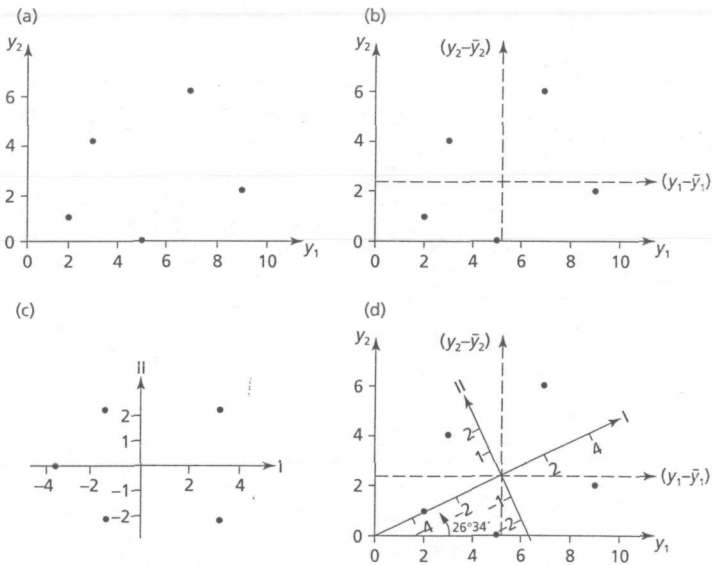 (a)
y₂
6
4
2
0
0 2 4 6 8 10
y₁
(b)
y₂
(y₂–ȳ₂)
6
4
2
0
(y₁–ȳ₁)
0 2 4 6 8 10
y₁
(c)
II
2
1
–4 –2 2 4
I
–1
–2
(d)
y₂
(y₂–ȳ₂)
6
4
2
0
II
2
1
I
4
2
(y₁–ȳ₁)
–2
–4
–1
–2
26°34'
0 2 4 6 8 10
y₁